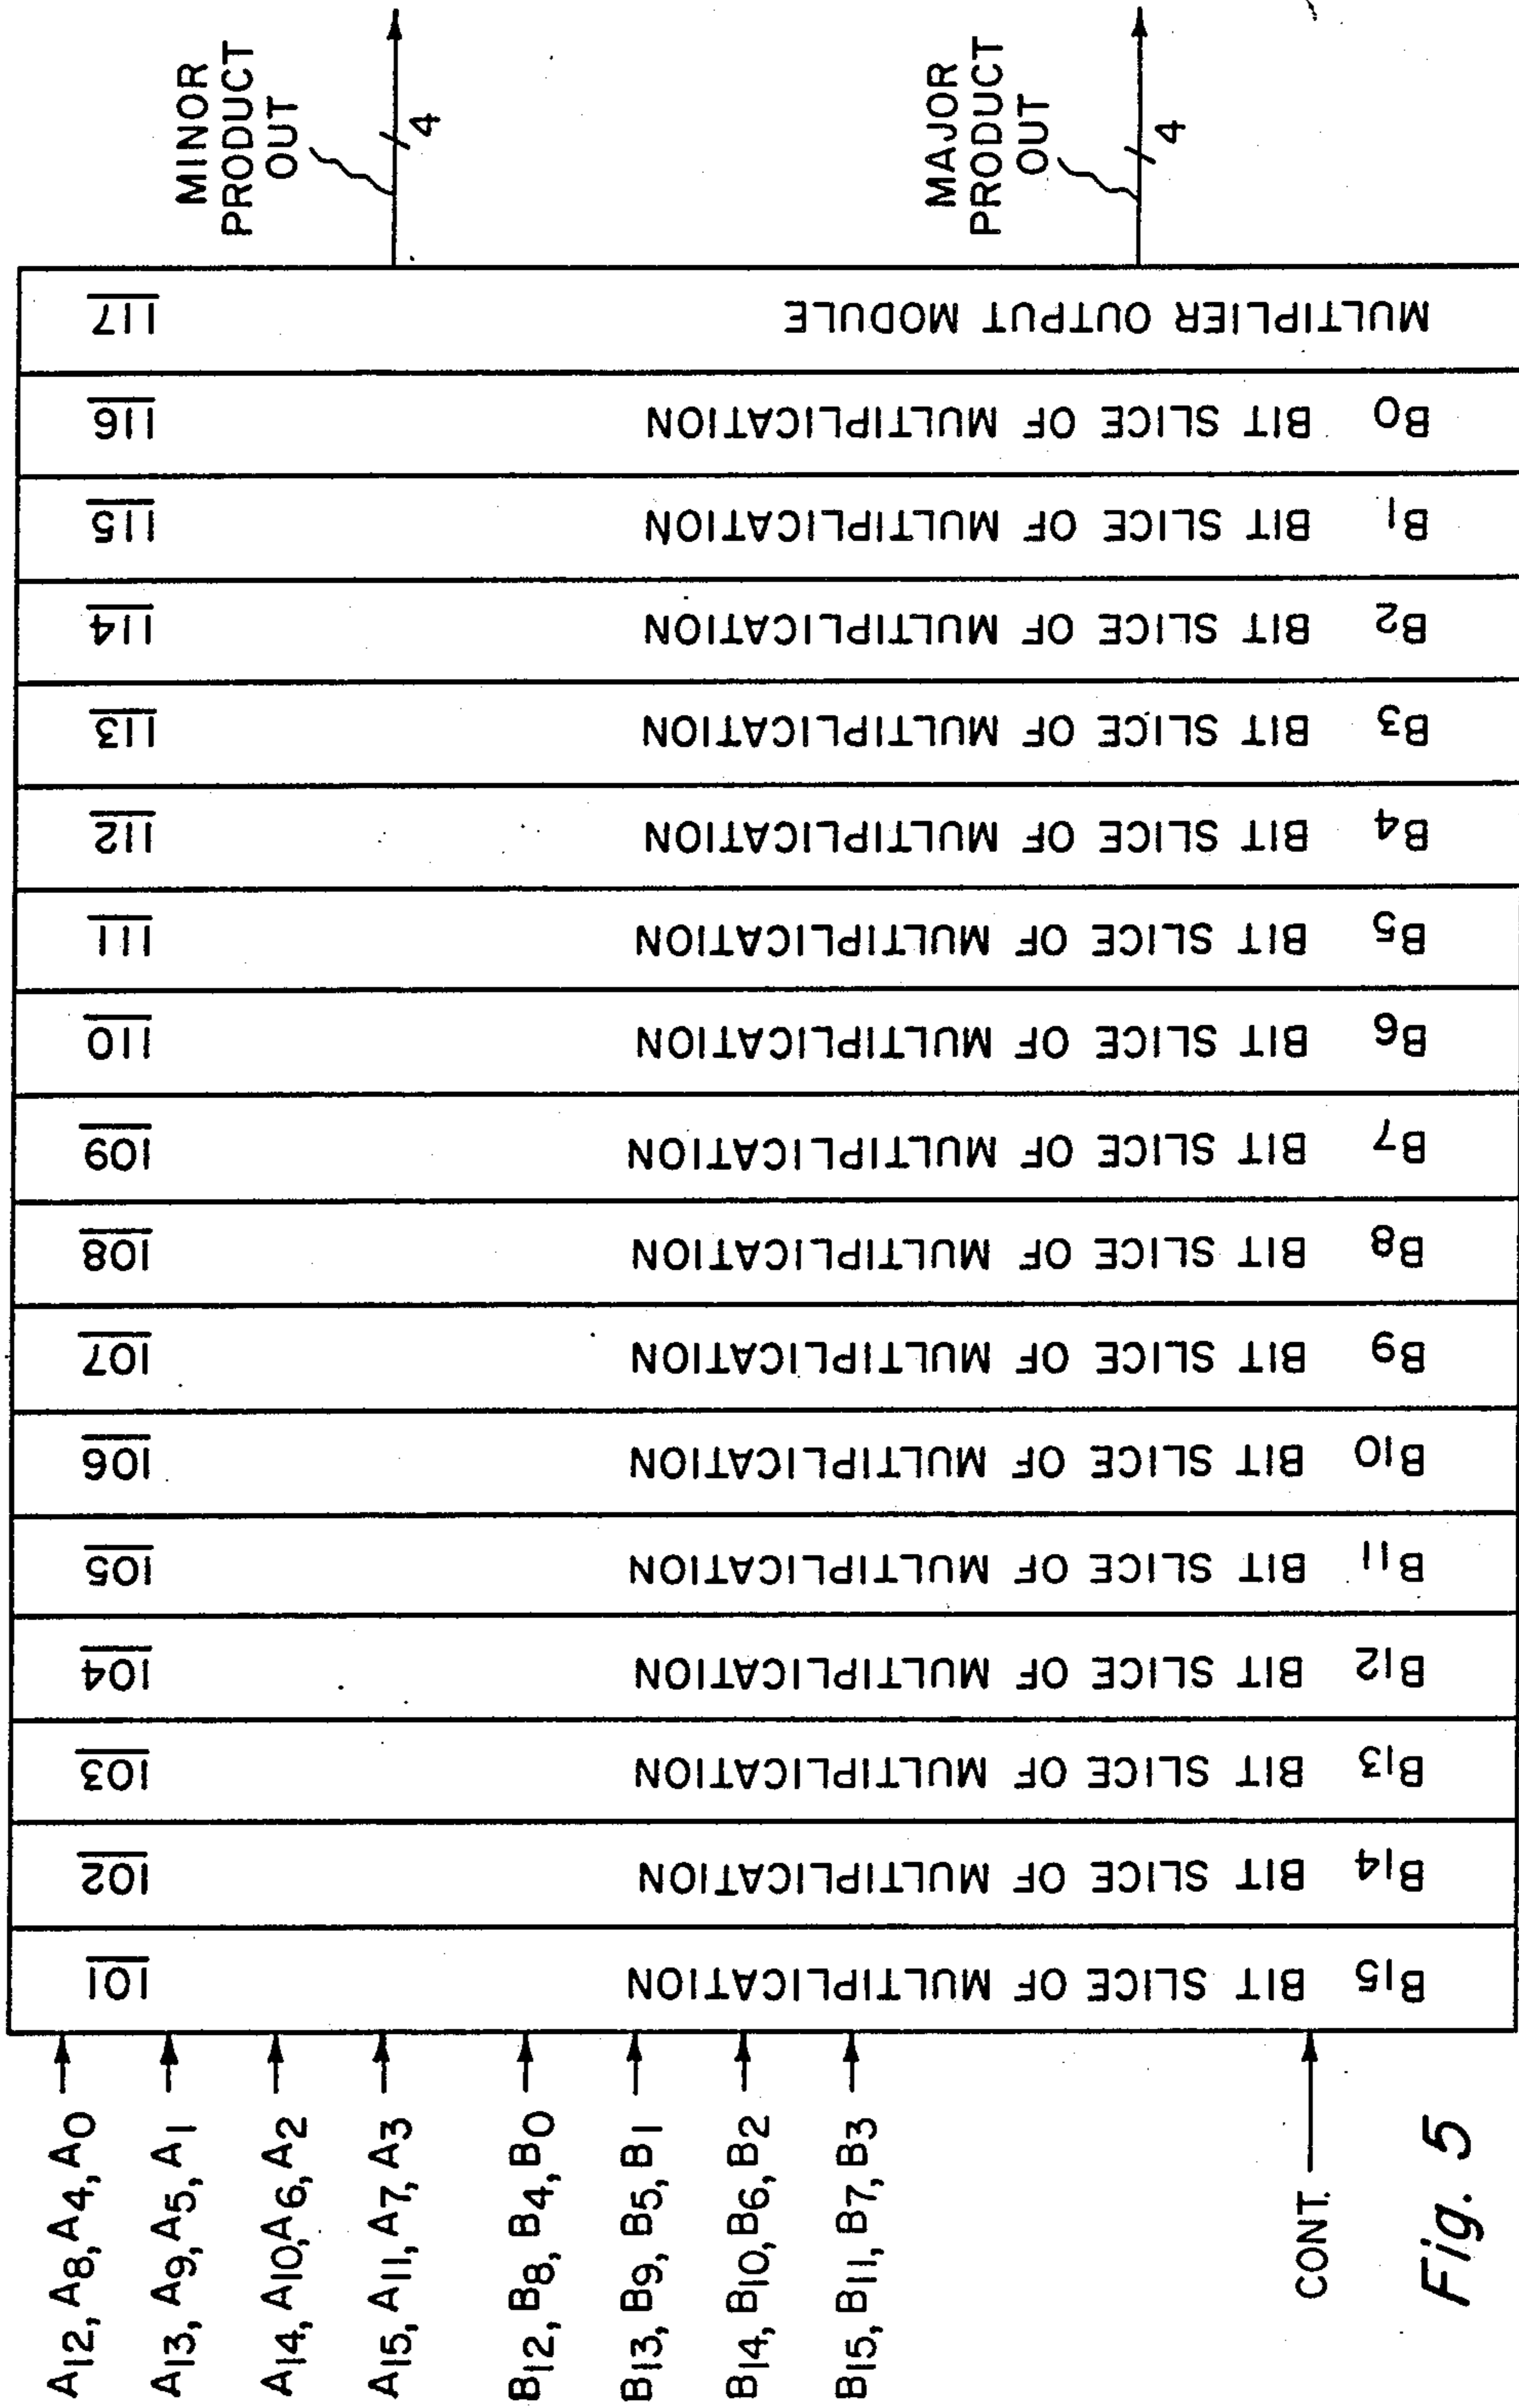 A12, A8, A4, A0
A13, A9, A5, A1
A14, A10, A6, A2
A15, A11, A7, A3
B12, B8, B4, B0
B13, B9, B5, B1
B14, B10, B6, B2
B15, B11, B7, B3
CONT.
B15 BIT SLICE OF MULTIPLICATION 101
B14 BIT SLICE OF MULTIPLICATION 102
B13 BIT SLICE OF MULTIPLICATION 103
B12 BIT SLICE OF MULTIPLICATION 104
B11 BIT SLICE OF MULTIPLICATION 105
B10 BIT SLICE OF MULTIPLICATION 106
B9 BIT SLICE OF MULTIPLICATION 107
B8 BIT SLICE OF MULTIPLICATION 108
B7 BIT SLICE OF MULTIPLICATION 109
B6 BIT SLICE OF MULTIPLICATION 110
B5 BIT SLICE OF MULTIPLICATION 111
B4 BIT SLICE OF MULTIPLICATION 112
B3 BIT SLICE OF MULTIPLICATION 113
B2 BIT SLICE OF MULTIPLICATION 114
B1 BIT SLICE OF MULTIPLICATION 115
B0 BIT SLICE OF MULTIPLICATION 116
MULTIPLIER OUTPUT MODULE 117
MINOR
PRODUCT
OUT
4
MAJOR
PRODUCT
OUT
4
Fig. 5